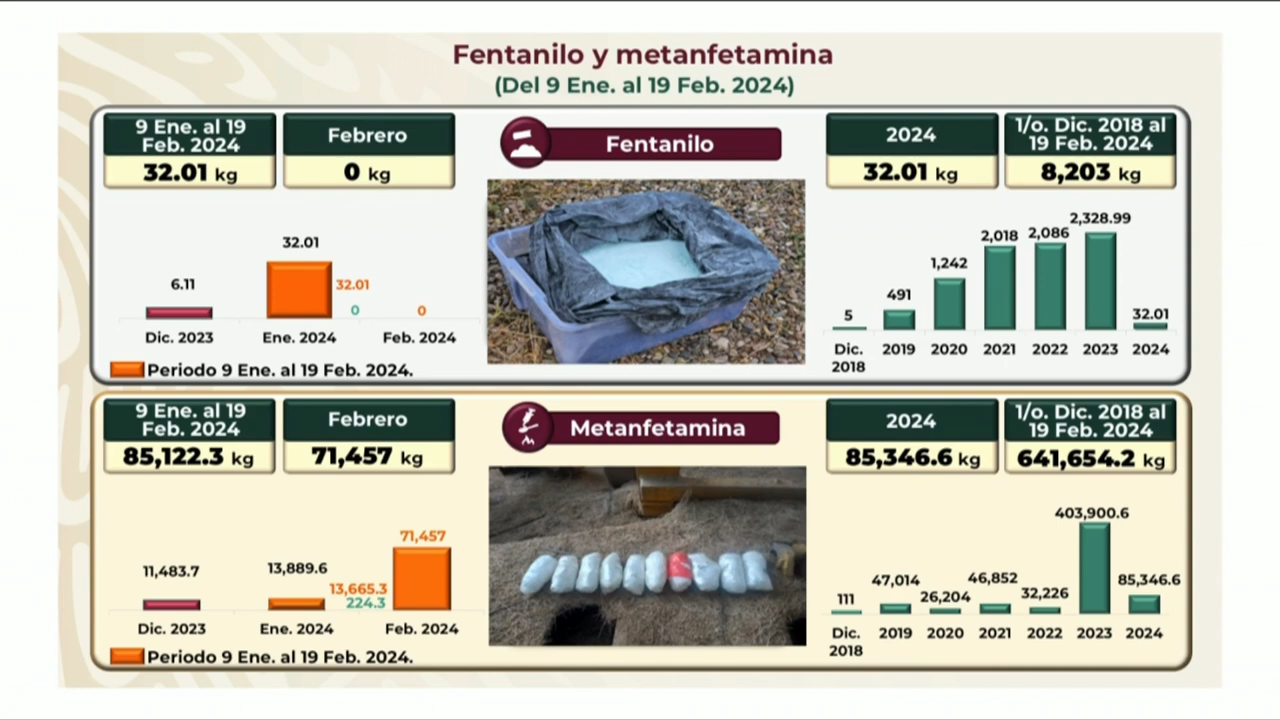 Fentanilo y metanfetamina
(Del 9 Ene. al 19 Feb. 2024)
9 Ene. al 19
Feb. 2024
32.01 kg
Febrero
0 kg
Fentanilo
2024
32.01 kg
1/o. Dic. 2018 al
19 Feb. 2024
8,203 kg
6.11
32.01
32.01
0
0
Dic. 2023
Ene. 2024
Feb. 2024
Periodo 9 Ene. al 19 Feb. 2024.
5
491
1,242
2,018
2,086
2,328.99
32.01
Dic.
2018
2019
2020
2021
2022
2023
2024
9 Ene. al 19
Feb. 2024
85,122.3 kg
Febrero
71,457 kg
Metanfetamina
2024
85,346.6 kg
1/o. Dic. 2018 al
19 Feb. 2024
641,654.2 kg
11,483.7
13,889.6
13,665.3
224.3
71,457
Dic. 2023
Ene. 2024
Feb. 2024
Periodo 9 Ene. al 19 Feb. 2024.
111
47,014
26,204
46,852
32,226
403,900.6
85,346.6
Dic.
2018
2019
2020
2021
2022
2023
2024